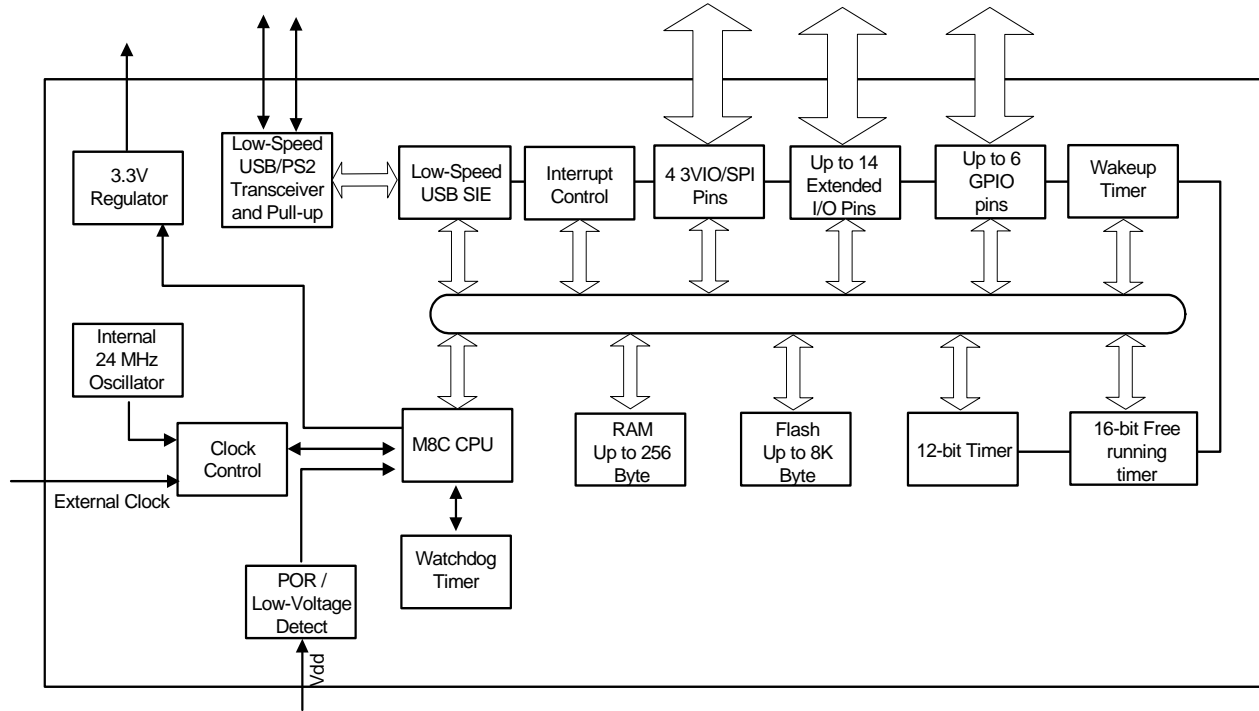 3.3V
Regulator
Low-Speed
USB/PS2
Transceiver
and Pull-up
Low-Speed
USB SIE
Interrupt
Control
4 3VIO/SPI
Pins
Up to 14
Extended
I/O Pins
Up to 6
GPIO
pins
Wakeup
Timer
Internal
24 MHz
Oscillator
Clock
Control
External Clock
M8C CPU
RAM
Up to 256
Byte
Flash
Up to 8K
Byte
12-bit Timer
16-bit Free
running
timer
Watchdog
Timer
POR /
Low-Voltage
Detect
Vdd